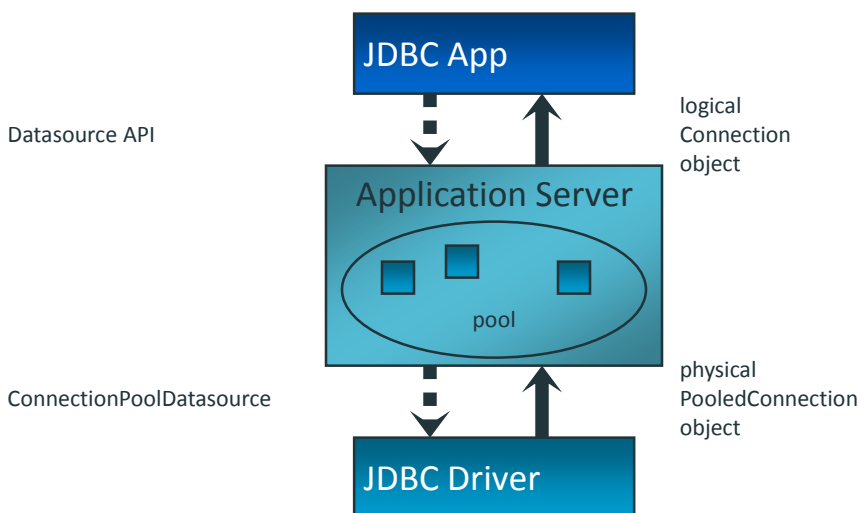 JDBC App
Datasource API
logical
Connection
object
Application Server
pool
ConnectionPoolDatasource
physical
PooledConnection
object
JDBC Driver